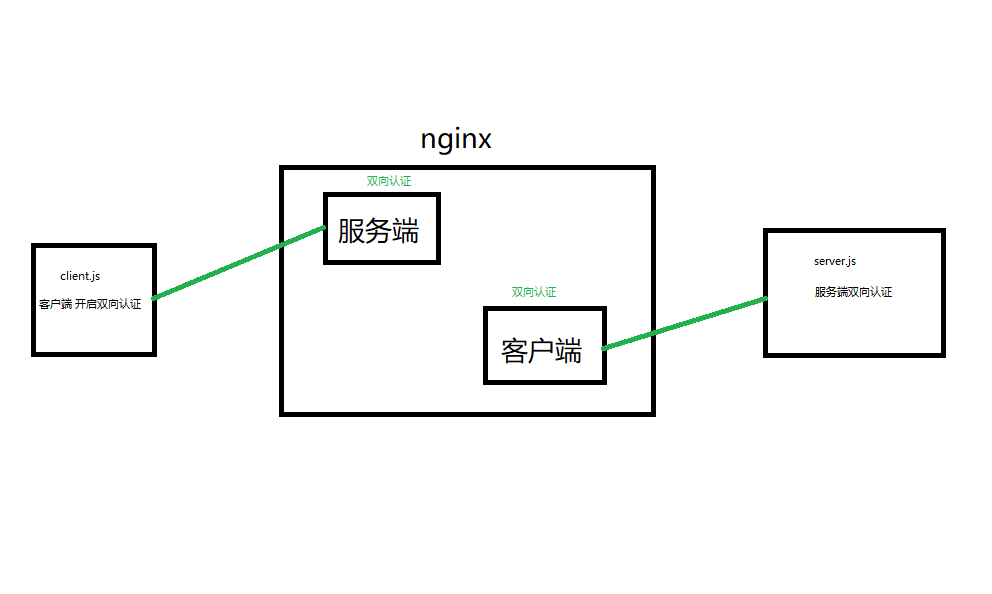 nginx
双向认证
服务端
client.js
客户端 开启双向认证
双向认证
客户端
server.js
服务端双向认证